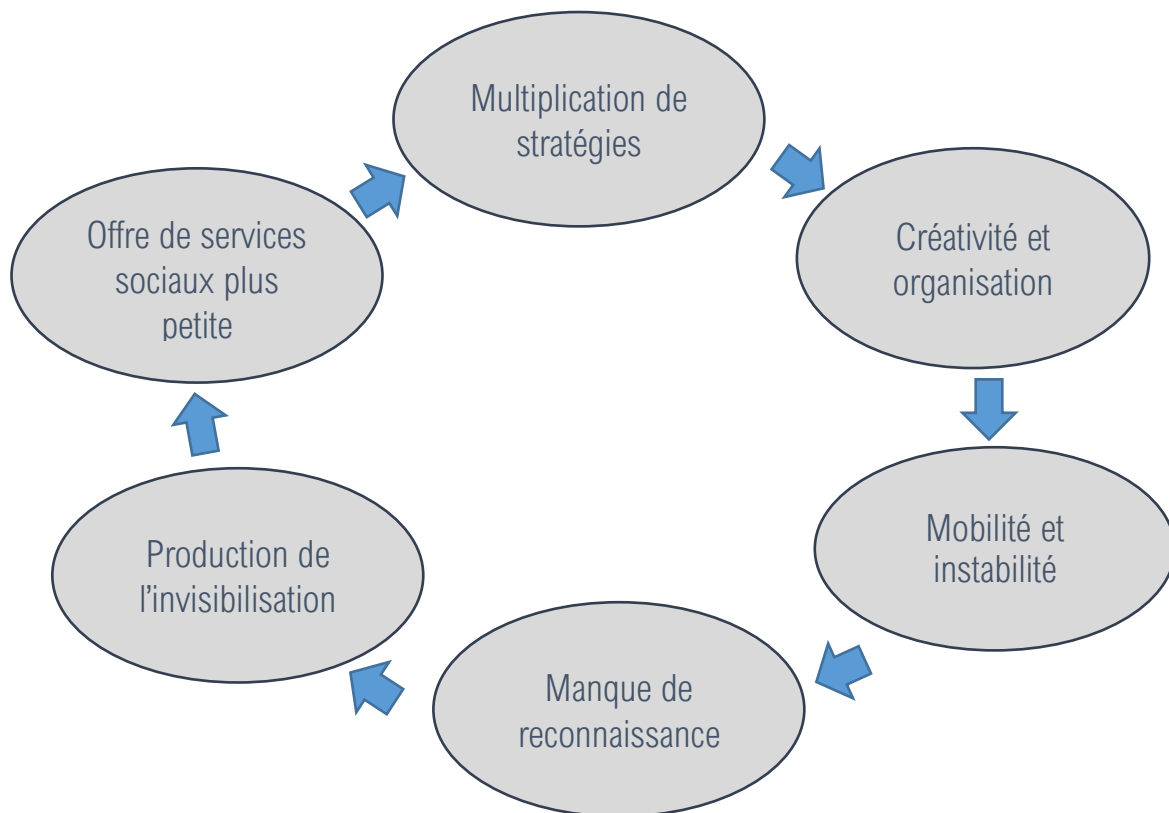 Multiplication de
stratégies
Créativité et
organisation
Mobilité et
instabilité
Manque de
reconnaissance
Production de
l'invisibilisation
Offre de services
sociaux plus
petite